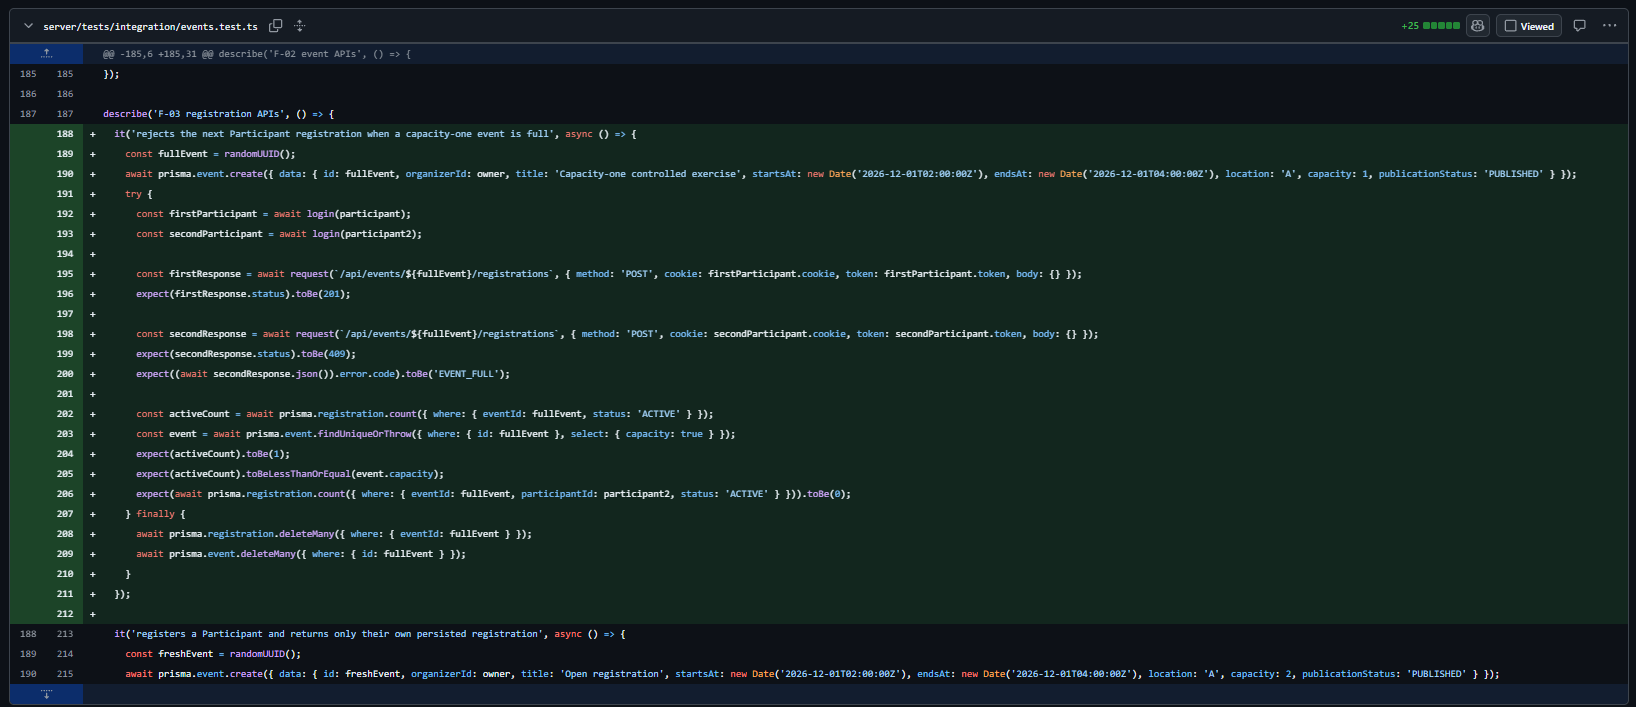 server/tests/integration/events.test.ts +25 Viewed
@@ -185,6 +185,31 @@ describe('F-02 event APIs', () => {
185 185 });
186 186
187 187 describe('F-03 registration APIs', () => {
188 + it('rejects the next Participant registration when a capacity-one event is full', async () => {
189 + const fullEvent = randomUUID();
190 + await prisma.event.create({ data: { id: fullEvent, organizerId: owner, title: 'Capacity-one controlled exercise', startsAt: new Date('2026-12-01T02:00:00Z'), endsAt: new Date('2026-12-01T04:00:00Z'), location: 'A', capacity: 1, publicationStatus: 'PUBLISHED' } });
191 + try {
192 + const firstParticipant = await login(participant);
193 + const secondParticipant = await login(participant2);
194 +
195 + const firstResponse = await request(`/api/events/${fullEvent}/registrations`, { method: 'POST', cookie: firstParticipant.cookie, token: firstParticipant.token, body: {} });
196 + expect(firstResponse.status).toBe(201);
197 +
198 + const secondResponse = await request(`/api/events/${fullEvent}/registrations`, { method: 'POST', cookie: secondParticipant.cookie, token: secondParticipant.token, body: {} });
199 + expect(secondResponse.status).toBe(409);
200 + expect((await secondResponse.json()).error.code).toBe('EVENT_FULL');
201 +
202 + const activeCount = await prisma.registration.count({ where: { eventId: fullEvent, status: 'ACTIVE' } });
203 + const event = await prisma.event.findUniqueOrThrow({ where: { id: fullEvent }, select: { capacity: true } });
204 + expect(activeCount).toBe(1);
205 + expect(activeCount).toBeLessThanOrEqual(event.capacity);
206 + expect(await prisma.registration.count({ where: { eventId: fullEvent, participantId: participant2, status: 'ACTIVE' } })).toBe(0);
207 + } finally {
208 + await prisma.registration.deleteMany({ where: { eventId: fullEvent } });
209 + await prisma.event.deleteMany({ where: { id: fullEvent } });
210 + }
211 + });
212 +
188 213 it('registers a Participant and returns only their own persisted registration', async () => {
189 214 const freshEvent = randomUUID();
190 215 await prisma.event.create({ data: { id: freshEvent, organizerId: owner, title: 'Open registration', startsAt: new Date('2026-12-01T02:00:00Z'), endsAt: new Date('2026-12-01T04:00:00Z'), location: 'A', capacity: 2, publicationStatus: 'PUBLISHED' } });